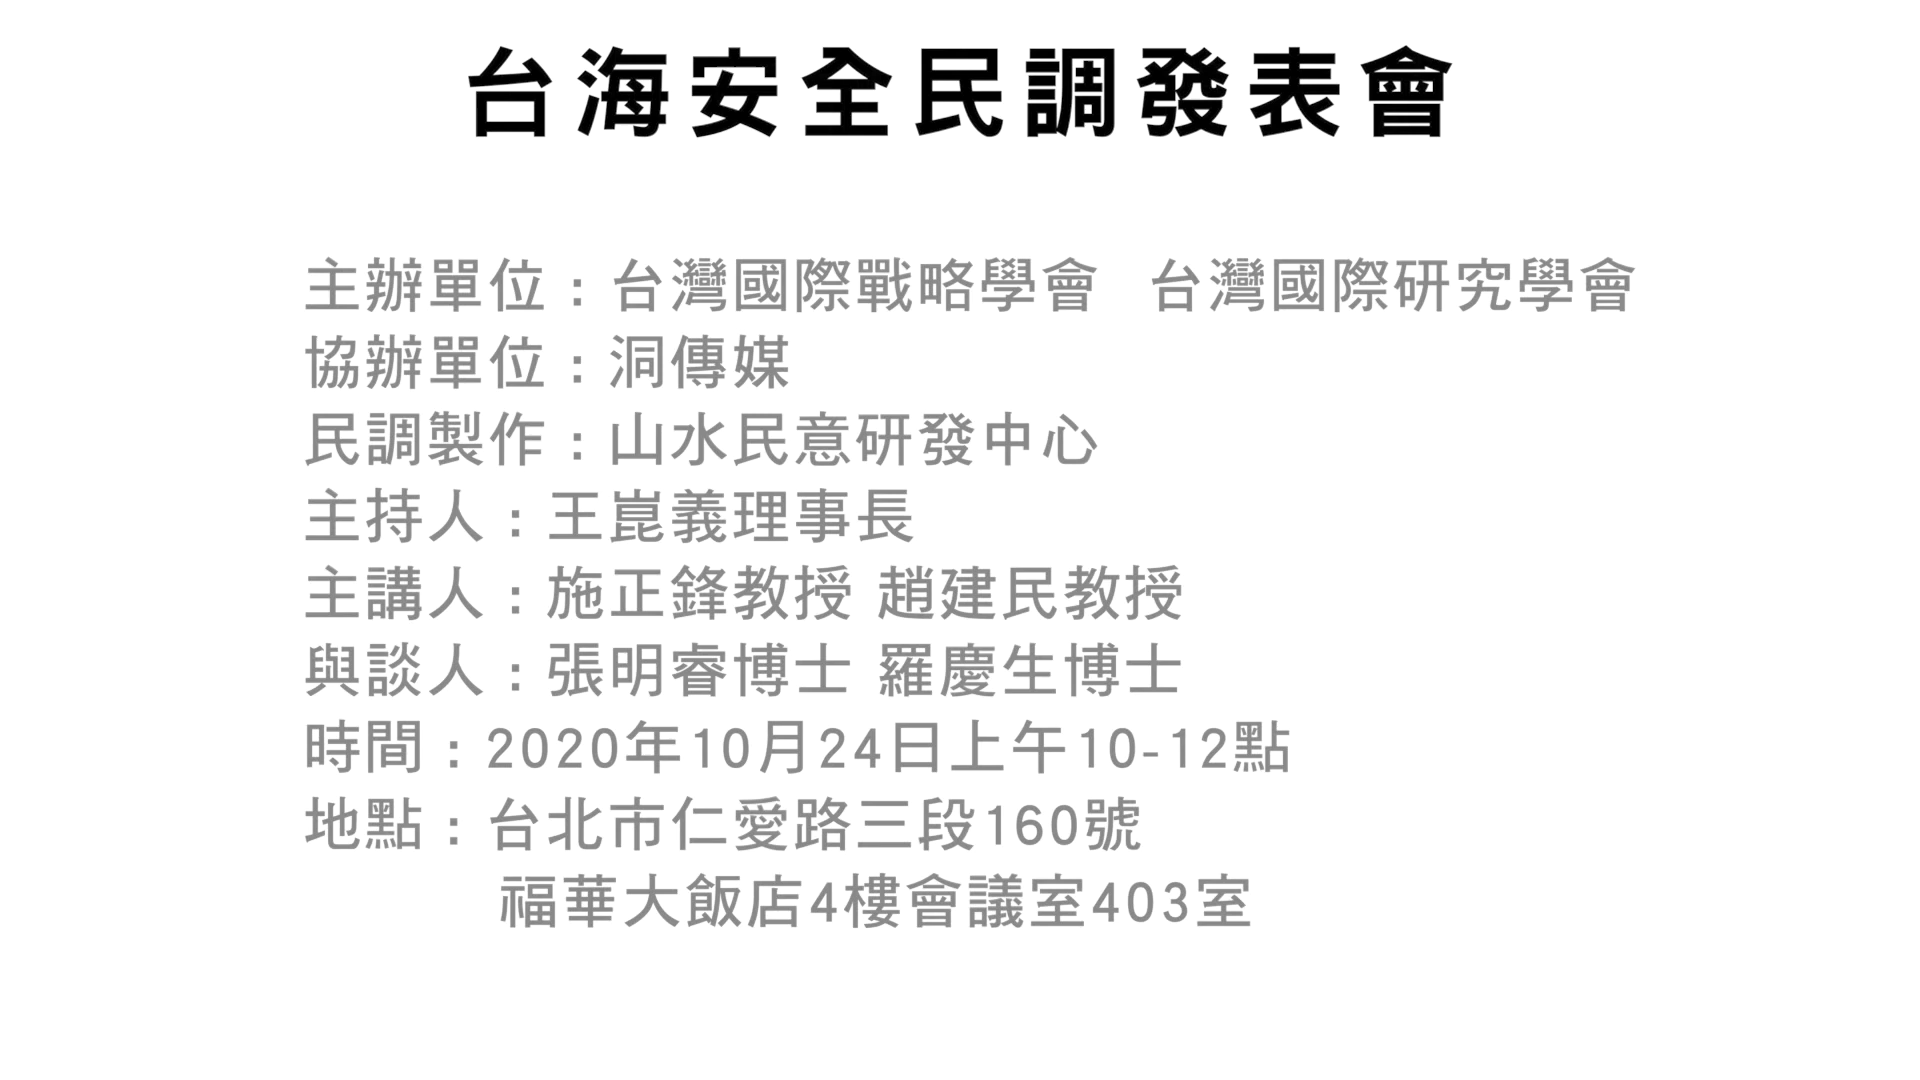 台海安全民調發表會
主辦單位：台灣國際戰略學會 台灣國際研究學會
協辦單位：洞傳媒
民調製作：山水民意研發中心
主持人：王崑義理事長
主講人：施正鋒教授 趙建民教授
與談人：張明睿博士 羅慶生博士
時間：2020年10月24日上午10-12點
地點：台北市仁愛路三段160號
福華大飯店4樓會議室403室